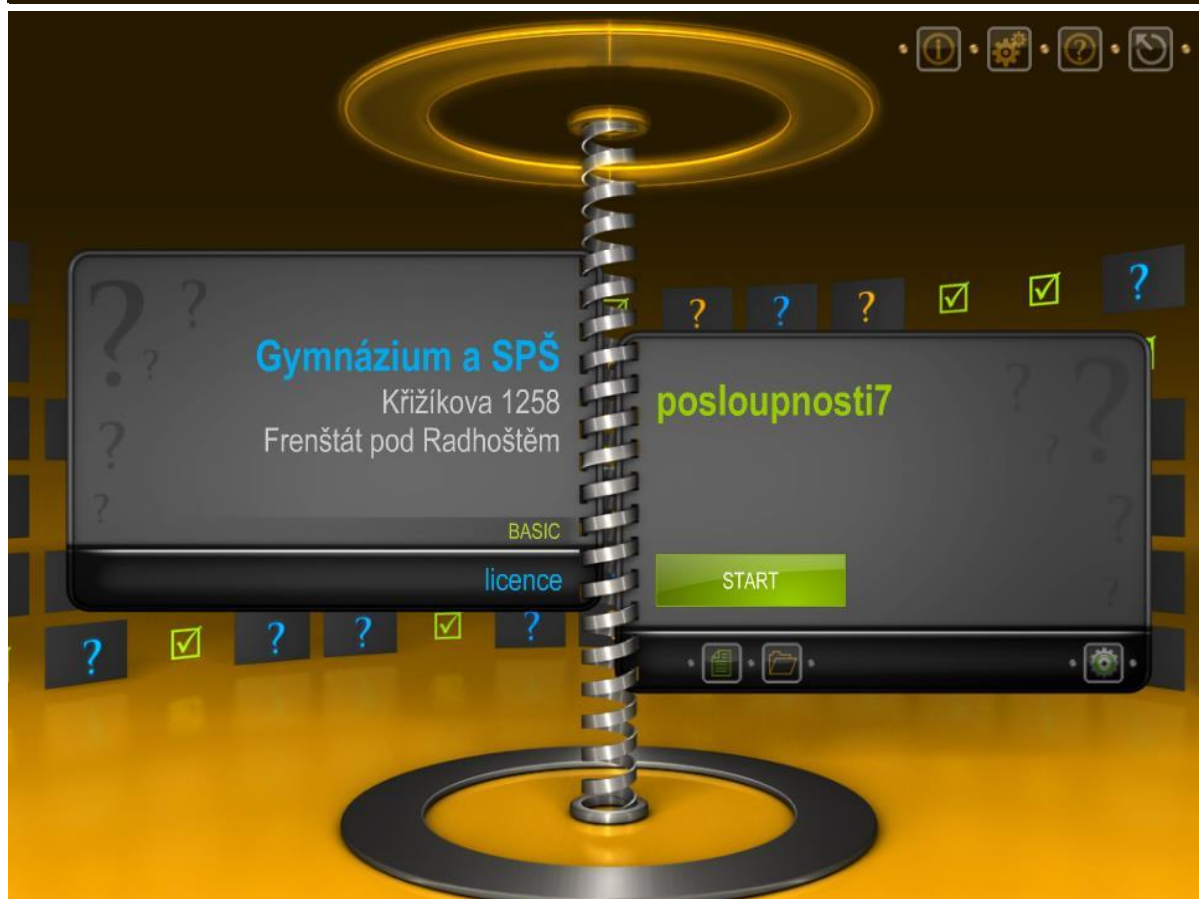 Gymnázium a SPŠ
Křižíkova 1258
Frenštát pod Radhoštěm
BASIC
licence
posloupnosti7
START